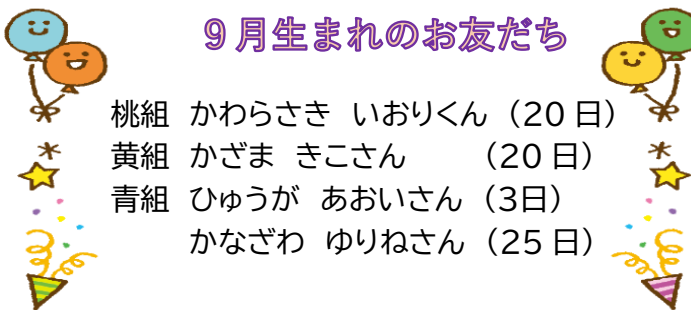 9月生まれのお友だち
桃組 かわらさき いおりくん (20日)
黄組 かざま きこさん (20日)
青組 ひゅうが あおいさん (3日)
かなざわ ゆりねさん (25日)